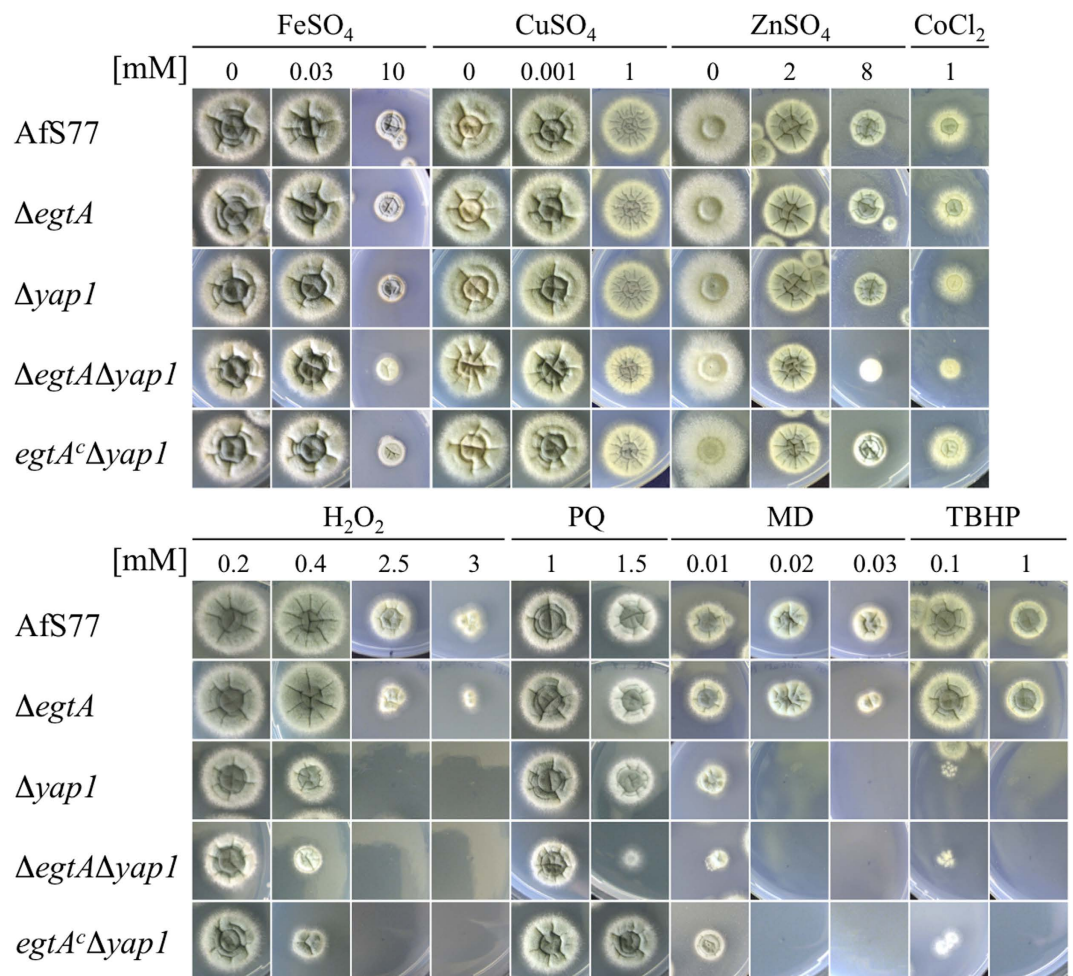 FeSO₄ CuSO₄ ZnSO₄ CoCl₂
[mM] 0 0.03 10 0 0.001 1 0 2 8 1
AfS77
ΔegtA
Δyap1
ΔegtAΔyap1
egtAᶜΔyap1
H₂O₂ PQ MD TBHP
[mM] 0.2 0.4 2.5 3 1 1.5 0.01 0.02 0.03 0.1 1
AfS77
ΔegtA
Δyap1
ΔegtAΔyap1
egtAᶜΔyap1